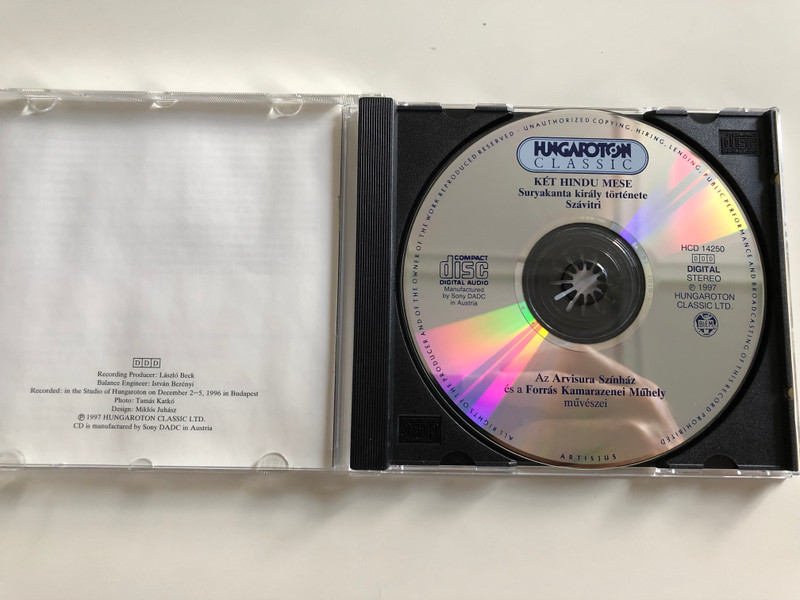 DDD
Recording Producer: László Beck
Balance Engineer: István Berényi
Recorded: in the Studio of Hungaroton on December 2–5, 1996 in Budapest
Photo: Tamás Katkó
Design: Miklós Juhász
℗ 1997 HUNGAROTON CLASSIC LTD.
CD is manufactured by Sony DADC in Austria
ALL RIGHTS OF THE PRODUCER AND OF THE OWNER OF THE WORK REPRODUCED RESERVED · UNAUTHORIZED COPYING, HIRING, LENDING, PUBLIC PERFORMANCE AND BROADCASTING OF THIS RECORD PROHIBITED
HUNGAROTON
CLASSIC
KÉT HINDU MESE
Suryakanta király története
Szávitri
COMPACT
disc
DIGITAL AUDIO
Manufactured
by Sony DADC
in Austria
HCD 14250
DDD
DIGITAL
STEREO
℗ 1997
HUNGAROTON
CLASSIC LTD.
BIEM
Az Arvisura Színház
és a Forrás Kamarazenei Műhely
művészei
ARTISJUS